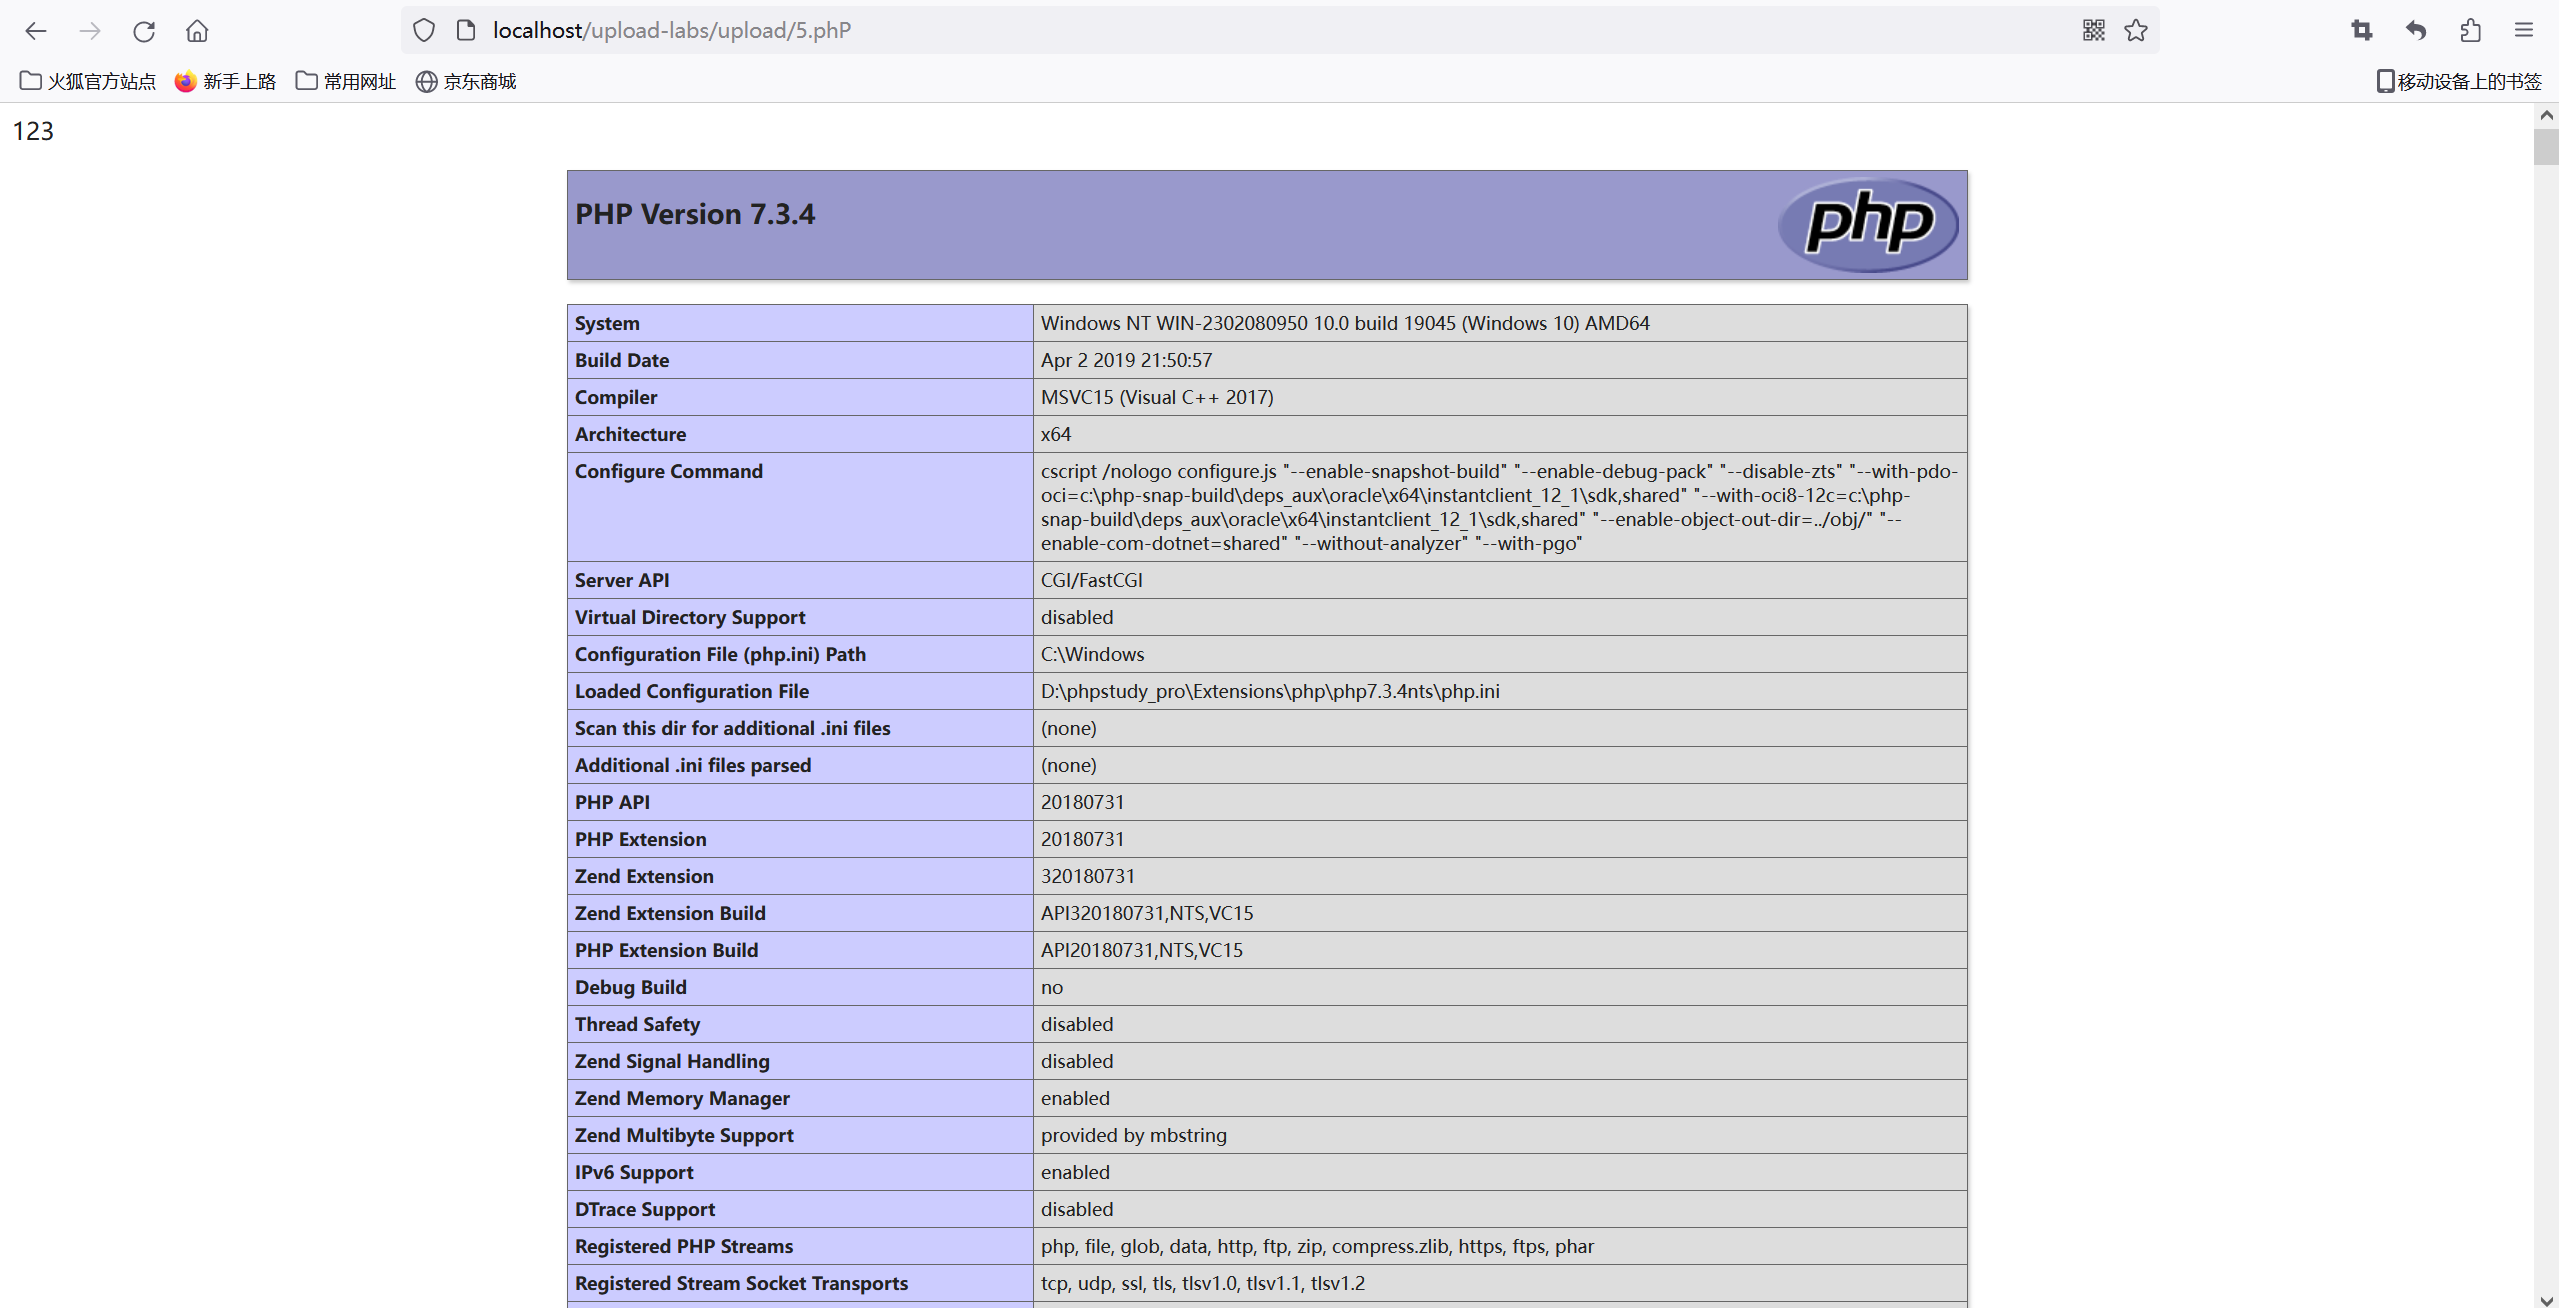 localhost/upload-labs/upload/5.phP
火狐官方站点 新手上路 常用网址 京东商城 移动设备上的书签
123
PHP Version 7.3.4 php
System Windows NT WIN-2302080950 10.0 build 19045 (Windows 10) AMD64
Build Date Apr 2 2019 21:50:57
Compiler MSVC15 (Visual C++ 2017)
Architecture x64
Configure Command cscript /nologo configure.js "--enable-snapshot-build" "--enable-debug-pack" "--disable-zts" "--with-pdo-
oci=c:\php-snap-build\deps_aux\oracle\x64\instantclient_12_1\sdk,shared" "--with-oci8-12c=c:\php-
snap-build\deps_aux\oracle\x64\instantclient_12_1\sdk,shared" "--enable-object-out-dir=../obj/" "--
enable-com-dotnet=shared" "--without-analyzer" "--with-pgo"
Server API CGI/FastCGI
Virtual Directory Support disabled
Configuration File (php.ini) Path C:\Windows
Loaded Configuration File D:\phpstudy_pro\Extensions\php\php7.3.4nts\php.ini
Scan this dir for additional .ini files (none)
Additional .ini files parsed (none)
PHP API 20180731
PHP Extension 20180731
Zend Extension 320180731
Zend Extension Build API320180731,NTS,VC15
PHP Extension Build API20180731,NTS,VC15
Debug Build no
Thread Safety disabled
Zend Signal Handling disabled
Zend Memory Manager enabled
Zend Multibyte Support provided by mbstring
IPv6 Support enabled
DTrace Support disabled
Registered PHP Streams php, file, glob, data, http, ftp, zip, compress.zlib, https, ftps, phar
Registered Stream Socket Transports tcp, udp, ssl, tls, tlsv1.0, tlsv1.1, tlsv1.2